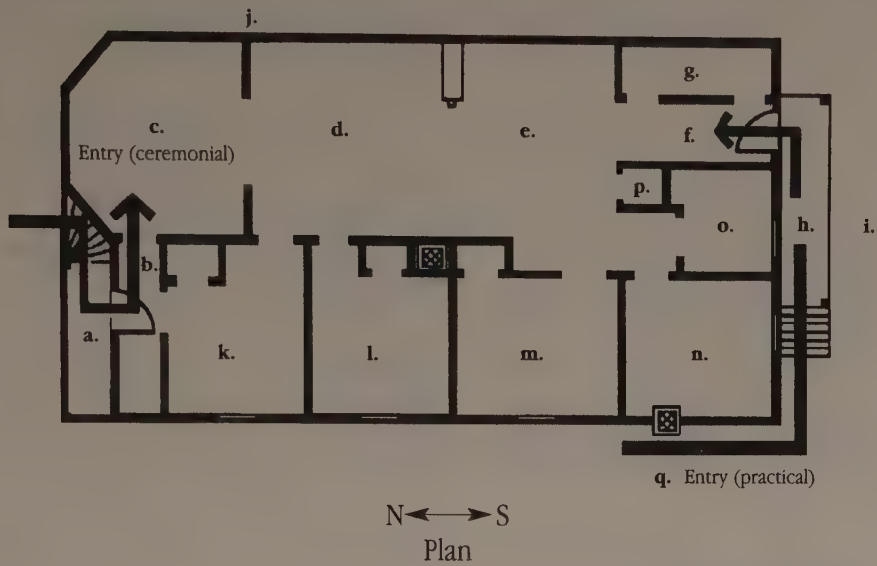 j.
g.
c.
d.
e.
f.
Entry (ceremonial)
p.
o.
h.
i.
b.
a.
k.
l.
m.
n.
q. Entry (practical)
N S
Plan